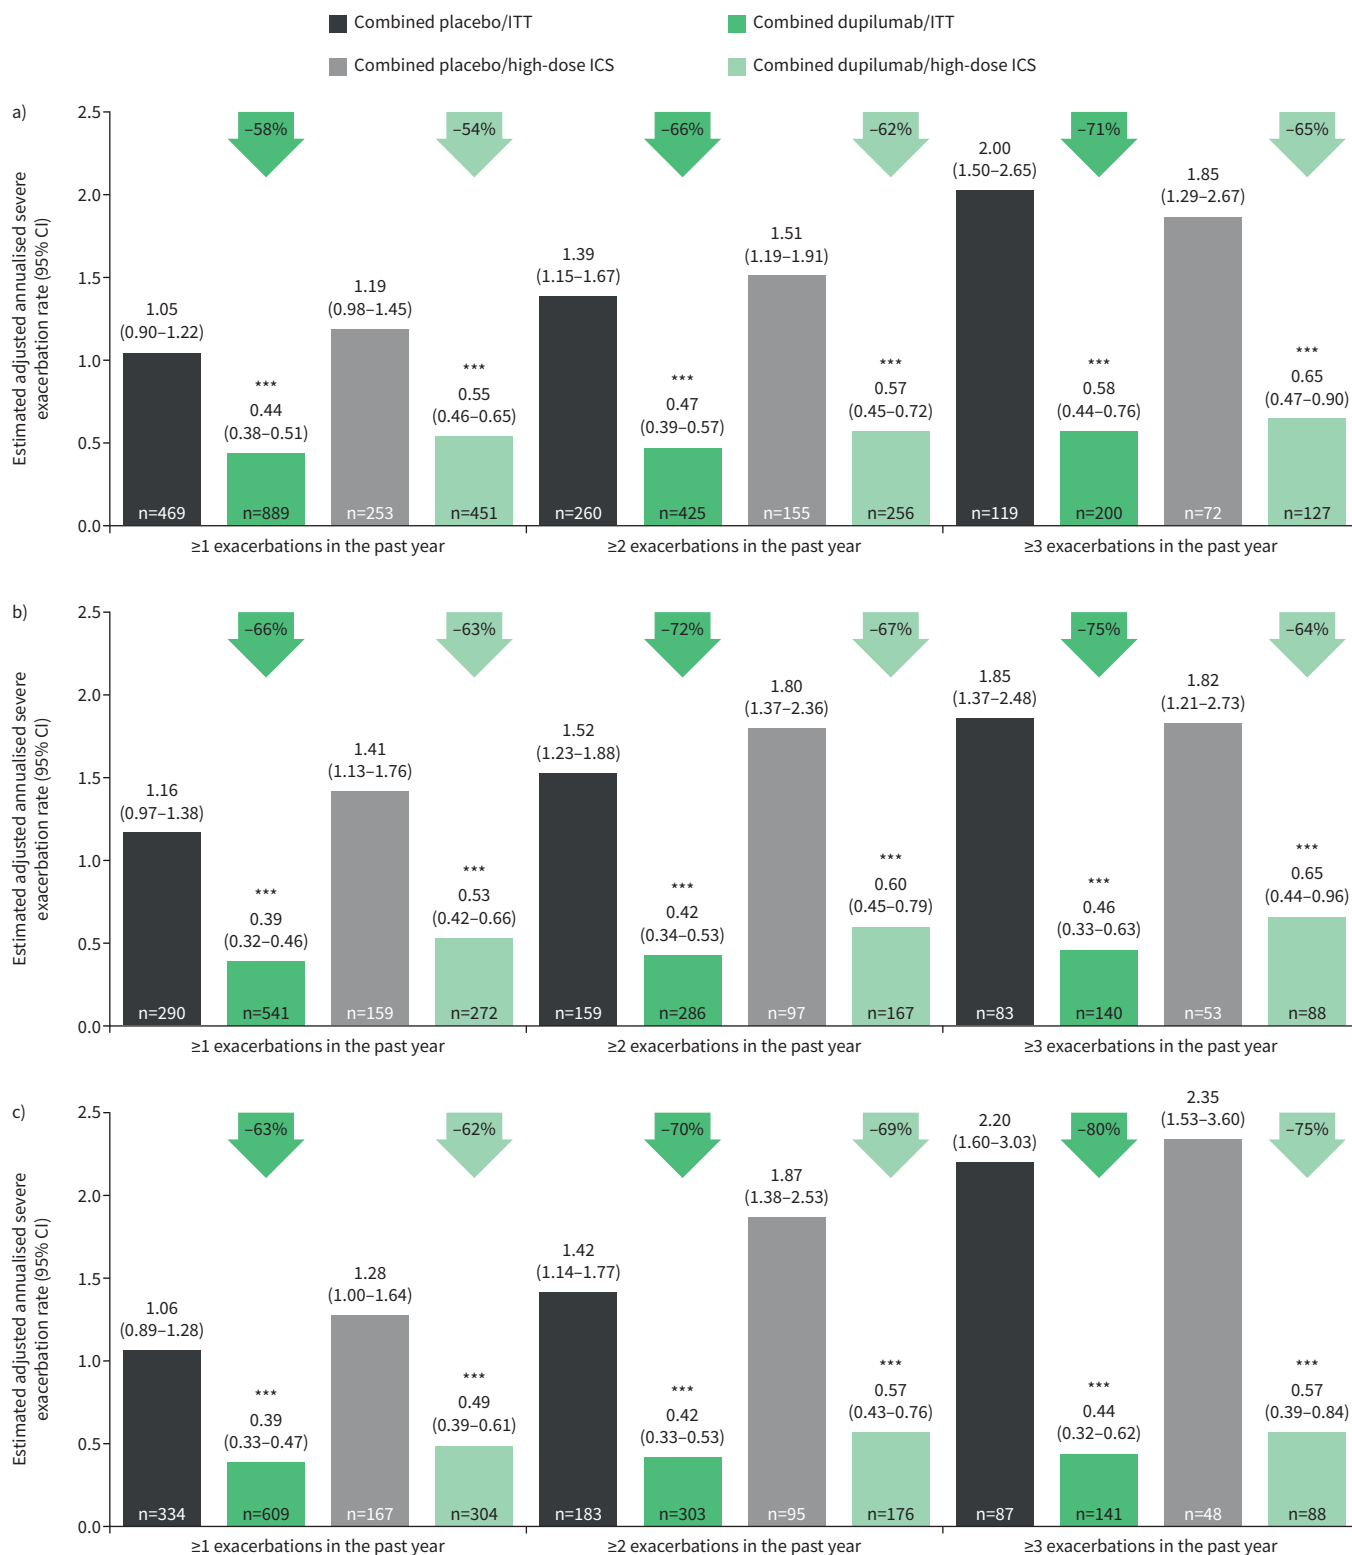 Combined placebo/ITT
Combined dupilumab/ITT
Combined placebo/high-dose ICS
Combined dupilumab/high-dose ICS
a)
Estimated adjusted annualised severe
exacerbation rate (95% CI)
2.5
2.0
1.5
1.0
0.5
0.0
–58%
–54%
–66%
–62%
–71%
–65%
1.05
(0.90–1.22)
***
0.44
(0.38–0.51)
1.19
(0.98–1.45)
***
0.55
(0.46–0.65)
1.39
(1.15–1.67)
***
0.47
(0.39–0.57)
1.51
(1.19–1.91)
***
0.57
(0.45–0.72)
2.00
(1.50–2.65)
***
0.58
(0.44–0.76)
1.85
(1.29–2.67)
***
0.65
(0.47–0.90)
n=469
n=889
n=253
n=451
n=260
n=425
n=155
n=256
n=119
n=200
n=72
n=127
≥1 exacerbations in the past year
≥2 exacerbations in the past year
≥3 exacerbations in the past year
b)
Estimated adjusted annualised severe
exacerbation rate (95% CI)
2.5
2.0
1.5
1.0
0.5
0.0
–66%
–63%
–72%
–67%
–75%
–64%
1.16
(0.97–1.38)
***
0.39
(0.32–0.46)
1.41
(1.13–1.76)
***
0.53
(0.42–0.66)
1.52
(1.23–1.88)
***
0.42
(0.34–0.53)
1.80
(1.37–2.36)
***
0.60
(0.45–0.79)
1.85
(1.37–2.48)
***
0.46
(0.33–0.63)
1.82
(1.21–2.73)
***
0.65
(0.44–0.96)
n=290
n=541
n=159
n=272
n=159
n=286
n=97
n=167
n=83
n=140
n=53
n=88
≥1 exacerbations in the past year
≥2 exacerbations in the past year
≥3 exacerbations in the past year
c)
Estimated adjusted annualised severe
exacerbation rate (95% CI)
2.5
2.0
1.5
1.0
0.5
0.0
–63%
–62%
–70%
–69%
–80%
–75%
1.06
(0.89–1.28)
***
0.39
(0.33–0.47)
1.28
(1.00–1.64)
***
0.49
(0.39–0.61)
1.42
(1.14–1.77)
***
0.42
(0.33–0.53)
1.87
(1.38–2.53)
***
0.57
(0.43–0.76)
2.20
(1.60–3.03)
***
0.44
(0.32–0.62)
2.35
(1.53–3.60)
***
0.57
(0.39–0.84)
n=334
n=609
n=167
n=304
n=183
n=303
n=95
n=176
n=87
n=141
n=48
n=88
≥1 exacerbations in the past year
≥2 exacerbations in the past year
≥3 exacerbations in the past year